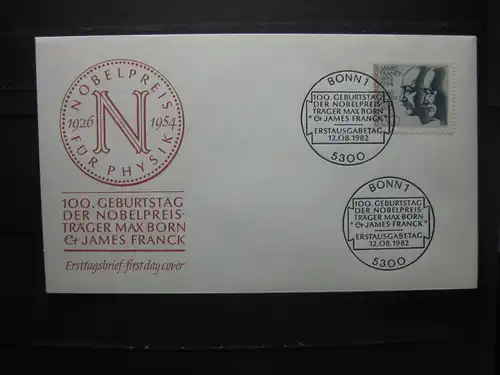 NOBELPREIS
1926 N 1954
FÜR PHYSIK
100. GEBURTSTAG
DER NOBELPREIS-
TRÄGER MAX BORN
& JAMES FRANCK
Ersttagsbrief·first day cover
BONN 1
100. GEBURTSTAG
DER NOBELPREIS-
TRÄGER MAX BORN
& JAMES FRANCK
ERSTAUSGABETAG
12.08.1982
5300
JAMES
FRANCK
BONN 1
100. GEBURTSTAG
DER NOBELPREIS-
TRÄGER MAX BORN
& JAMES FRANCK
ERSTAUSGABETAG
12.08.1982
5300